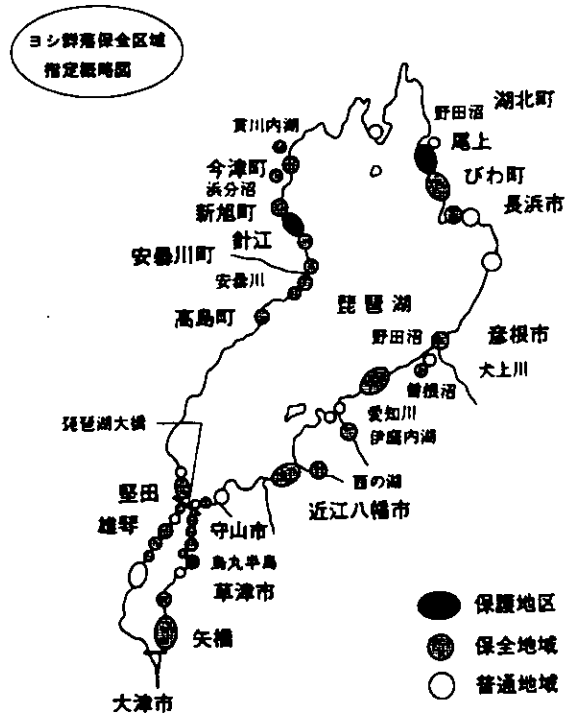 ヨシ群落保全区域
指定概略図
貫川内湖
今津町
浜分沼
新旭町
針江
安曇川町
安曇川
高島町
野田沼
湖北町
尾上
びわ町
長浜市
琵琶湖
野田沼
彦根市
犬上川
曽根沼
愛知川
伊庭内湖
西の湖
近江八幡市
琵琶湖大橋
堅田
雄琴
守山市
烏丸半島
草津市
矢橋
大津市
保護地区
保全地域
普通地域